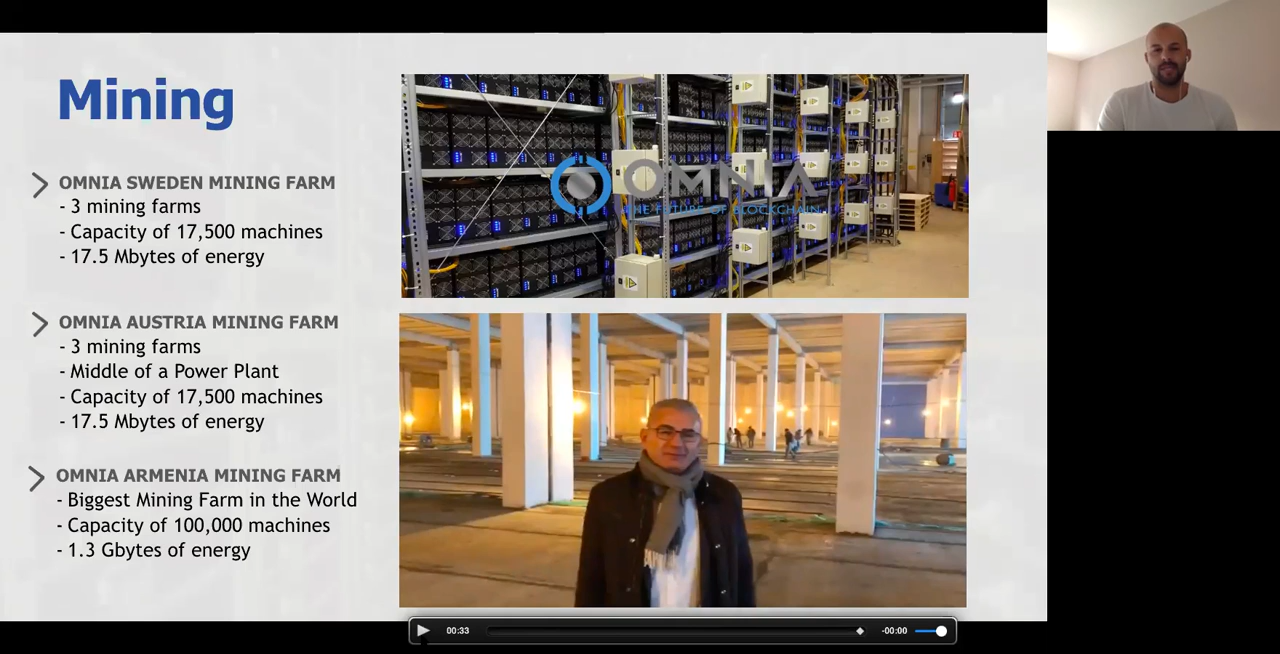 Mining
OMNIA SWEDEN MINING FARM
- 3 mining farms
- Capacity of 17,500 machines
- 17.5 Mbytes of energy
OMNIA AUSTRIA MINING FARM
- 3 mining farms
- Middle of a Power Plant
- Capacity of 17,500 machines
- 17.5 Mbytes of energy
OMNIA ARMENIA MINING FARM
- Biggest Mining Farm in the World
- Capacity of 100,000 machines
- 1.3 Gbytes of energy
OMNIA
THE FUTURE OF BLOCKCHAIN
00:33
-00:00